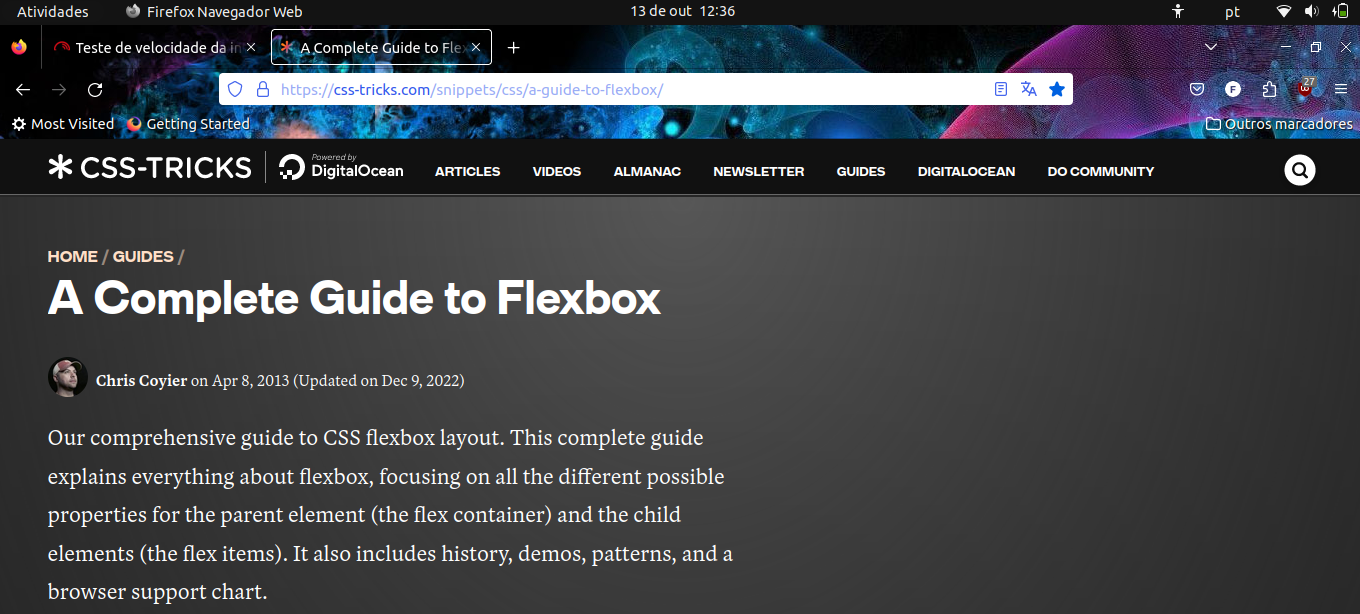 Atividades Firefox Navegador Web 13 de out 12:36 pt
Teste de velocidade da in A Complete Guide to Flex
https://css-tricks.com/snippets/css/a-guide-to-flexbox/ F 27
Most Visited Getting Started Outros marcadores
CSS-TRICKS Powered by DigitalOcean ARTICLES VIDEOS ALMANAC NEWSLETTER GUIDES DIGITALOCEAN DO COMMUNITY
HOME / GUIDES /
A Complete Guide to Flexbox
Chris Coyier on Apr 8, 2013 (Updated on Dec 9, 2022)
Our comprehensive guide to CSS flexbox layout. This complete guide
explains everything about flexbox, focusing on all the different possible
properties for the parent element (the flex container) and the child
elements (the flex items). It also includes history, demos, patterns, and a
browser support chart.